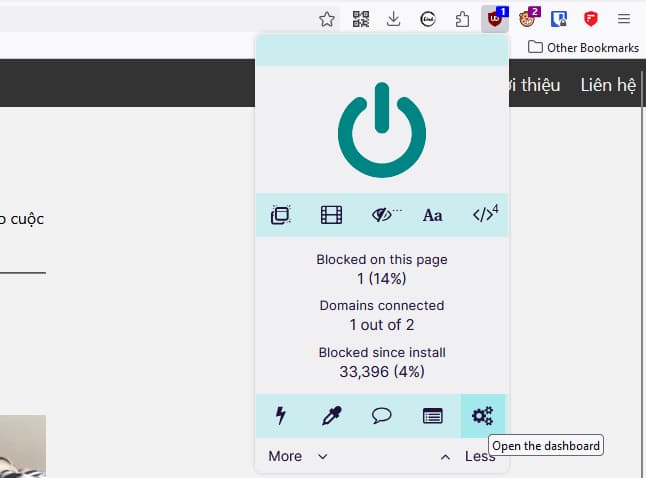 1
2
Other Bookmarks
thiệu Liên hệ
cuộc
Aa
</>4
Blocked on this page
1 (14%)
Domains connected
1 out of 2
Blocked since install
33,396 (4%)
Open the dashboard
More
Less